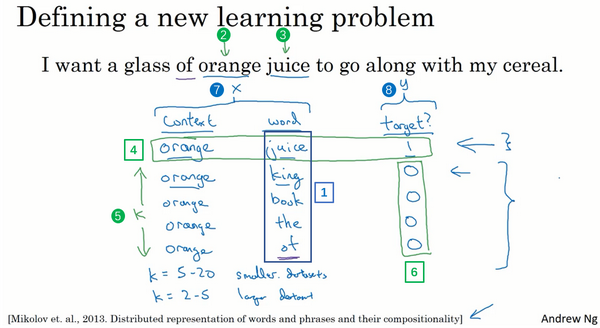 Defining a new learning problem
2 3
I want a glass of orange juice to go along with my cereal.
7 x 8 y
context word target?
4 orange juice 1
orange king 0
orange book 1 0
5 k orange the 0
orange of 0
k = 5-20 smaller datasets 6
k = 2-5 larger dataset
[Mikolov et. al., 2013. Distributed representation of words and phrases and their compositionality] Andrew Ng